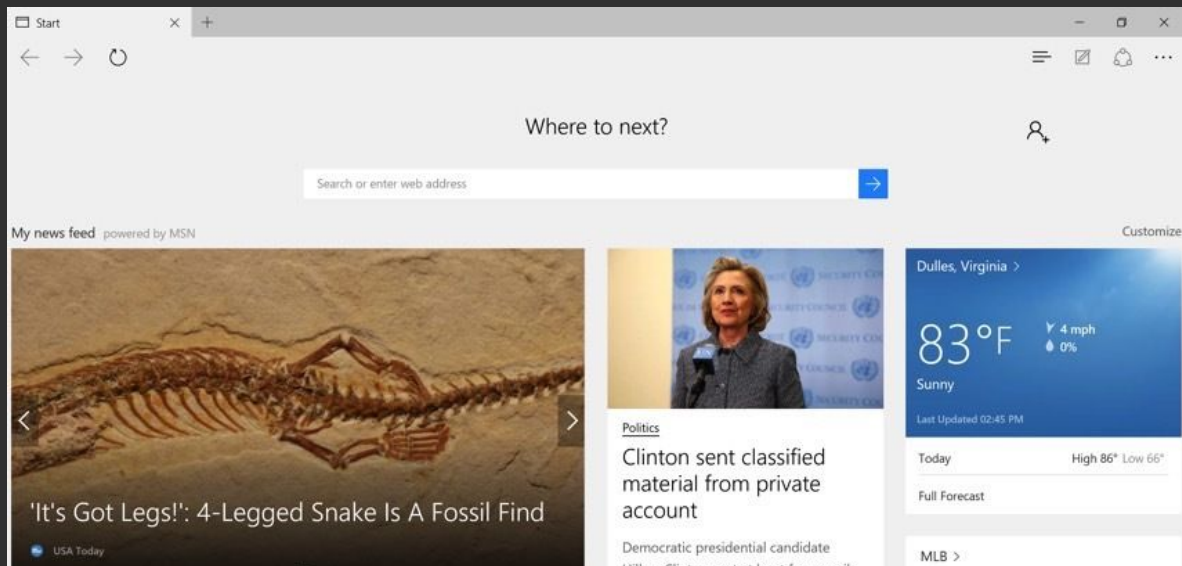 Start
Where to next?
Search or enter web address
My news feed powered by MSN
Customize
'It's Got Legs!': 4-Legged Snake Is A Fossil Find
USA Today
SECURITY COUNCIL
Politics
Clinton sent classified
material from private
account
Democratic presidential candidate
Dulles, Virginia >
83°F
4 mph
0%
Sunny
Last Updated 02:45 PM
Today High 86° Low 66°
Full Forecast
MLB >